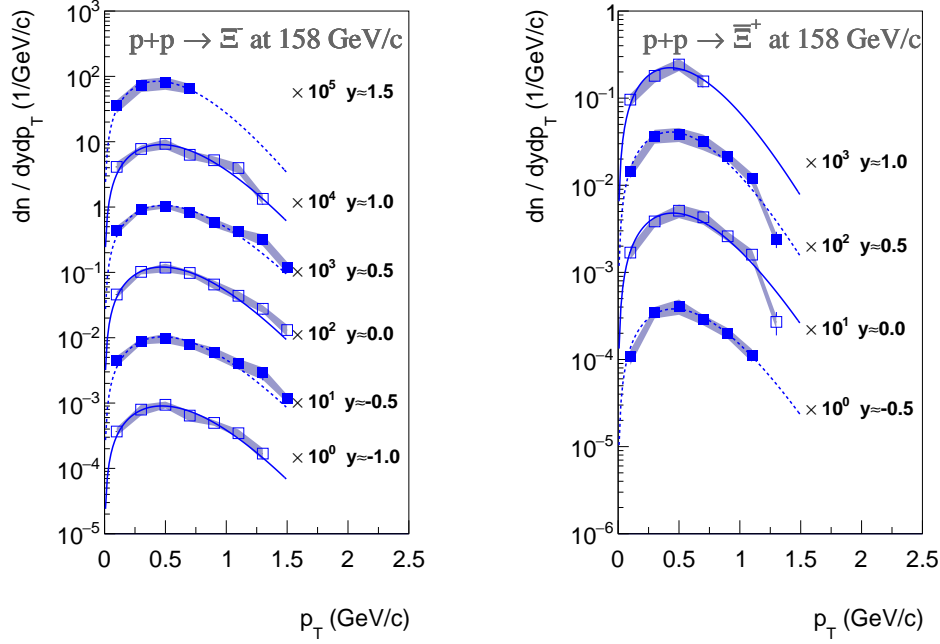 p+p → Ξ⁻ at 158 GeV/c
dn / dydp_T (1/GeV/c)
10³
10²
10
1
10⁻¹
10⁻²
10⁻³
10⁻⁴
10⁻⁵
× 10⁵ y≈1.5
× 10⁴ y≈1.0
× 10³ y≈0.5
× 10² y≈0.0
× 10¹ y≈-0.5
× 10⁰ y≈-1.0
0 0.5 1 1.5 2 2.5
p_T (GeV/c)
p+p → Ξ̅⁺ at 158 GeV/c
dn / dydp_T (1/GeV/c)
1
10⁻¹
10⁻²
10⁻³
10⁻⁴
10⁻⁵
10⁻⁶
× 10³ y≈1.0
× 10² y≈0.5
× 10¹ y≈0.0
× 10⁰ y≈-0.5
0 0.5 1 1.5 2 2.5
p_T (GeV/c)